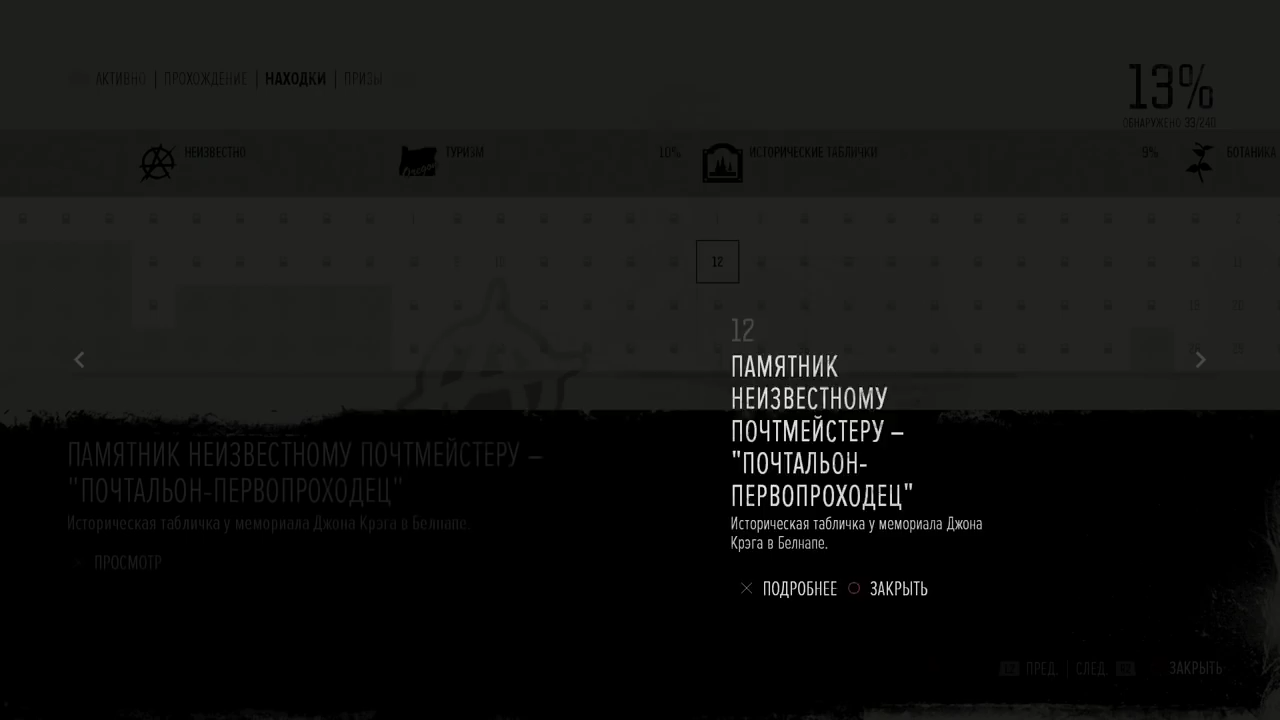 АКТИВНО | ПРОХОЖДЕНИЕ | НАХОДКИ | ПРИЗЫ
13%
ОБНАРУЖЕНО 33/240
НЕИЗВЕСТНО
ТУРИЗМ
10%
ИСТОРИЧЕСКИЕ ТАБЛИЧКИ
9%
БОТАНИКА
12
12
ПАМЯТНИК
НЕИЗВЕСТНОМУ
ПОЧТМЕЙСТЕРУ –
"ПОЧТАЛЬОН-
ПЕРВОПРОХОДЕЦ"
Историческая табличка у мемориала Джона
Крэга в Белнапе.
ПОДРОБНЕЕ ЗАКРЫТЬ
ПАМЯТНИК НЕИЗВЕСТНОМУ ПОЧТМЕЙСТЕРУ –
"ПОЧТАЛЬОН-ПЕРВОПРОХОДЕЦ"
Историческая табличка у мемориала Джона Крэга в Белнапе.
ПРОСМОТР
ПРЕД. | СЛЕД. ЗАКРЫТЬ